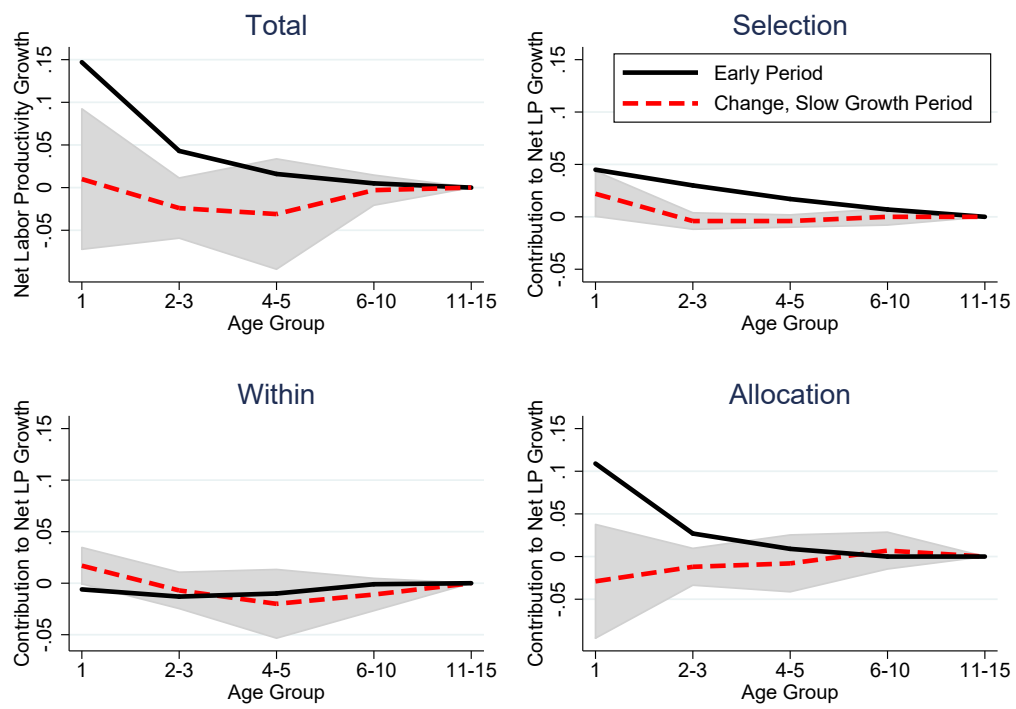 Total
Net Labor Productivity Growth
.15
.1
.05
0
-.05
1 2-3 4-5 6-10 11-15
Age Group
Selection
Contribution to Net LP Growth
.15
.1
.05
0
-.05
Early Period
Change, Slow Growth Period
1 2-3 4-5 6-10 11-15
Age Group
Within
Contribution to Net LP Growth
.15
.1
.05
0
-.05
1 2-3 4-5 6-10 11-15
Age Group
Allocation
Contribution to Net LP Growth
.15
.1
.05
0
-.05
1 2-3 4-5 6-10 11-15
Age Group